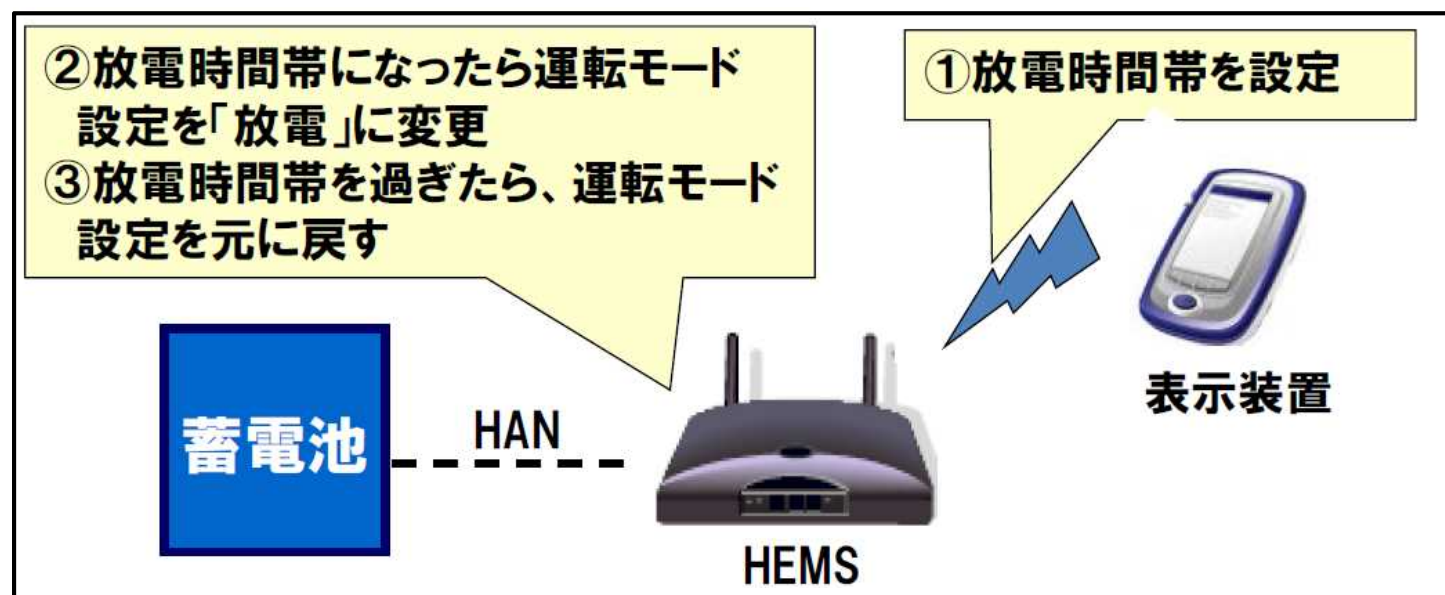 ②放電時間帯になったら運転モード
設定を「放電」に変更
③放電時間帯を過ぎたら、運転モード
設定を元に戻す
①放電時間帯を設定
表示装置
蓄電池
HAN
HEMS